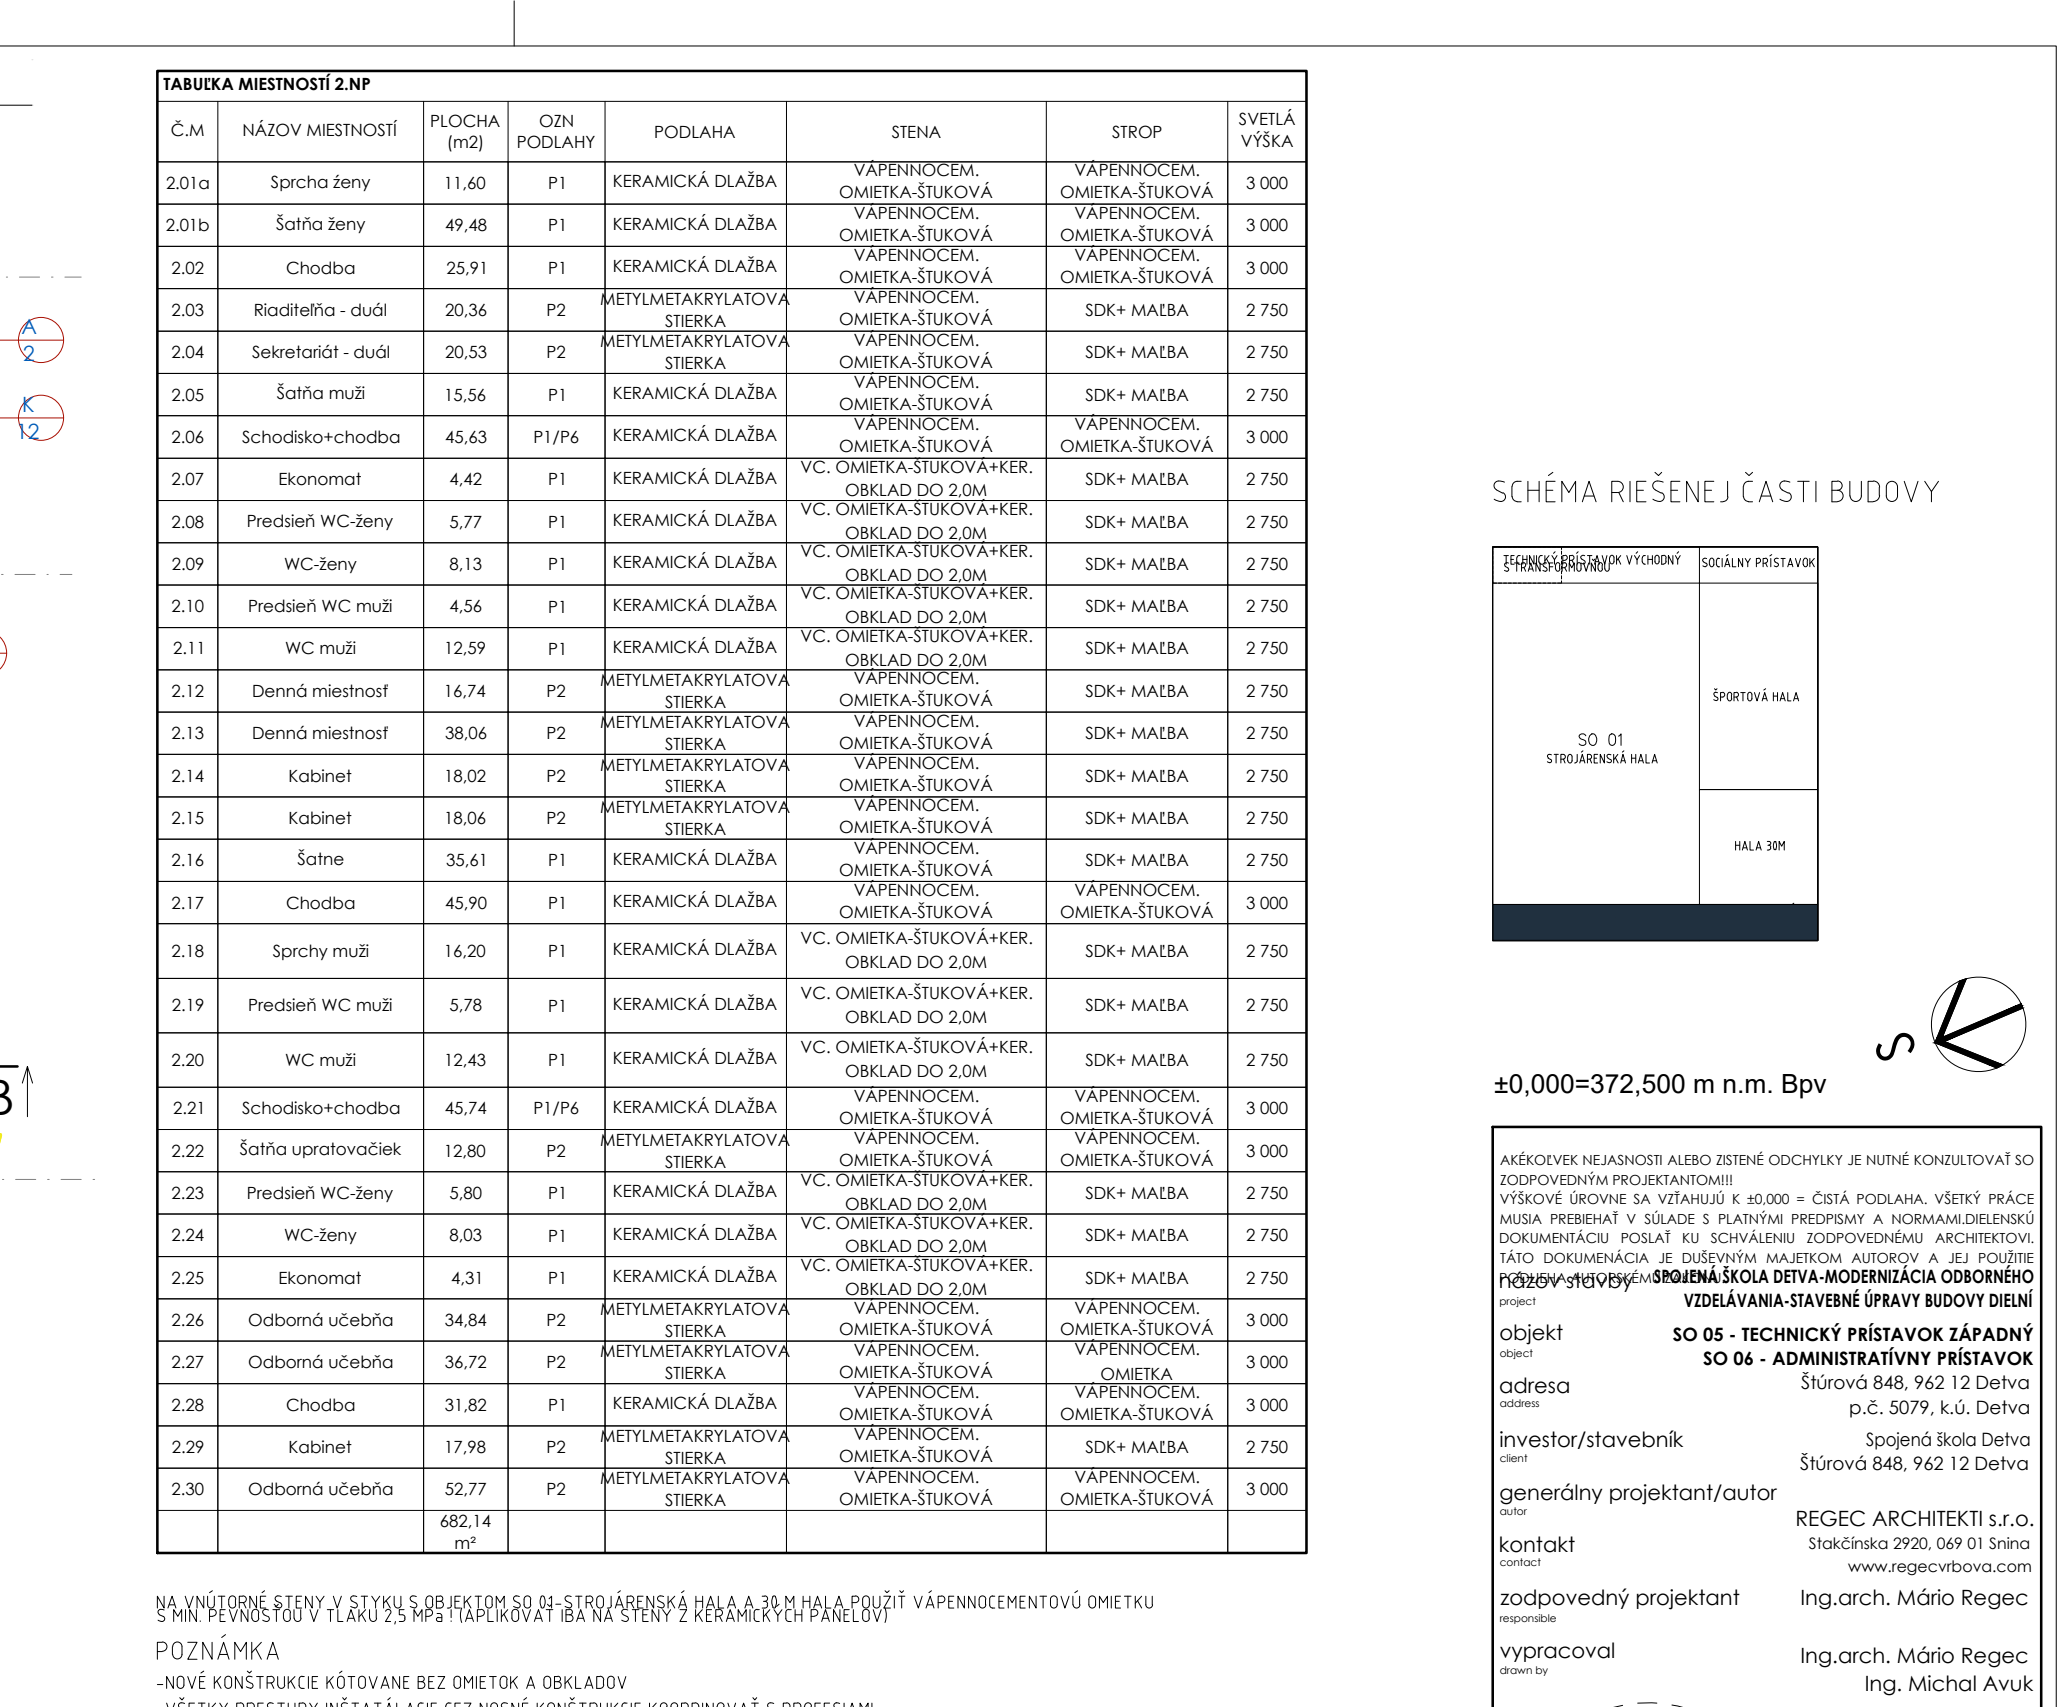 TABUĽKA MIESTNOSTÍ 2.NP
Č.M NÁZOV MIESTNOSTÍ PLOCHA (m2) OZN PODLAHY PODLAHA STENA STROP SVETLÁ VÝŠKA
2.01a Sprcha źeny 11,60 P1 KERAMICKÁ DLAŽBA VÁPENNOCEM. OMIETKA-ŠTUKOVÁ VÁPENNOCEM. OMIETKA-ŠTUKOVÁ 3 000
2.01b Šatňa ženy 49,48 P1 KERAMICKÁ DLAŽBA VÁPENNOCEM. OMIETKA-ŠTUKOVÁ VÁPENNOCEM. OMIETKA-ŠTUKOVÁ 3 000
2.02 Chodba 25,91 P1 KERAMICKÁ DLAŽBA VÁPENNOCEM. OMIETKA-ŠTUKOVÁ VÁPENNOCEM. OMIETKA-ŠTUKOVÁ 3 000
2.03 Riaditeľňa - duál 20,36 P2 METYLMETAKRYLATOVA STIERKA VÁPENNOCEM. OMIETKA-ŠTUKOVÁ SDK+ MAĽBA 2 750
2.04 Sekretariát - duál 20,53 P2 METYLMETAKRYLATOVA STIERKA VÁPENNOCEM. OMIETKA-ŠTUKOVÁ SDK+ MAĽBA 2 750
2.05 Šatňa muži 15,56 P1 KERAMICKÁ DLAŽBA VÁPENNOCEM. OMIETKA-ŠTUKOVÁ SDK+ MAĽBA 2 750
2.06 Schodisko+chodba 45,63 P1/P6 KERAMICKÁ DLAŽBA VÁPENNOCEM. OMIETKA-ŠTUKOVÁ VÁPENNOCEM. OMIETKA-ŠTUKOVÁ 3 000
2.07 Ekonomat 4,42 P1 KERAMICKÁ DLAŽBA VC. OMIETKA-ŠTUKOVÁ+KER. OBKLAD DO 2,0M SDK+ MAĽBA 2 750
2.08 Predsieň WC-ženy 5,77 P1 KERAMICKÁ DLAŽBA VC. OMIETKA-ŠTUKOVÁ+KER. OBKLAD DO 2,0M SDK+ MAĽBA 2 750
2.09 WC-ženy 8,13 P1 KERAMICKÁ DLAŽBA VC. OMIETKA-ŠTUKOVÁ+KER. OBKLAD DO 2,0M SDK+ MAĽBA 2 750
2.10 Predsieň WC muži 4,56 P1 KERAMICKÁ DLAŽBA VC. OMIETKA-ŠTUKOVÁ+KER. OBKLAD DO 2,0M SDK+ MAĽBA 2 750
2.11 WC muži 12,59 P1 KERAMICKÁ DLAŽBA VC. OMIETKA-ŠTUKOVÁ+KER. OBKLAD DO 2,0M SDK+ MAĽBA 2 750
2.12 Denná miestnosť 16,74 P2 METYLMETAKRYLATOVA STIERKA VÁPENNOCEM. OMIETKA-ŠTUKOVÁ SDK+ MAĽBA 2 750
2.13 Denná miestnosť 38,06 P2 METYLMETAKRYLATOVA STIERKA VÁPENNOCEM. OMIETKA-ŠTUKOVÁ SDK+ MAĽBA 2 750
2.14 Kabinet 18,02 P2 METYLMETAKRYLATOVA STIERKA VÁPENNOCEM. OMIETKA-ŠTUKOVÁ SDK+ MAĽBA 2 750
2.15 Kabinet 18,06 P2 METYLMETAKRYLATOVA STIERKA VÁPENNOCEM. OMIETKA-ŠTUKOVÁ SDK+ MAĽBA 2 750
2.16 Šatne 35,61 P1 KERAMICKÁ DLAŽBA VÁPENNOCEM. OMIETKA-ŠTUKOVÁ SDK+ MAĽBA 2 750
2.17 Chodba 45,90 P1 KERAMICKÁ DLAŽBA VÁPENNOCEM. OMIETKA-ŠTUKOVÁ VÁPENNOCEM. OMIETKA-ŠTUKOVÁ 3 000
2.18 Sprchy muži 16,20 P1 KERAMICKÁ DLAŽBA VC. OMIETKA-ŠTUKOVÁ+KER. OBKLAD DO 2,0M SDK+ MAĽBA 2 750
2.19 Predsieň WC muži 5,78 P1 KERAMICKÁ DLAŽBA VC. OMIETKA-ŠTUKOVÁ+KER. OBKLAD DO 2,0M SDK+ MAĽBA 2 750
2.20 WC muži 12,43 P1 KERAMICKÁ DLAŽBA VC. OMIETKA-ŠTUKOVÁ+KER. OBKLAD DO 2,0M SDK+ MAĽBA 2 750
2.21 Schodisko+chodba 45,74 P1/P6 KERAMICKÁ DLAŽBA VÁPENNOCEM. OMIETKA-ŠTUKOVÁ VÁPENNOCEM. OMIETKA-ŠTUKOVÁ 3 000
2.22 Šatňa upratovačiek 12,80 P2 METYLMETAKRYLATOVA STIERKA VÁPENNOCEM. OMIETKA-ŠTUKOVÁ VÁPENNOCEM. OMIETKA-ŠTUKOVÁ 3 000
2.23 Predsieň WC-ženy 5,80 P1 KERAMICKÁ DLAŽBA VC. OMIETKA-ŠTUKOVÁ+KER. OBKLAD DO 2,0M SDK+ MAĽBA 2 750
2.24 WC-ženy 8,03 P1 KERAMICKÁ DLAŽBA VC. OMIETKA-ŠTUKOVÁ+KER. OBKLAD DO 2,0M SDK+ MAĽBA 2 750
2.25 Ekonomat 4,31 P1 KERAMICKÁ DLAŽBA VC. OMIETKA-ŠTUKOVÁ+KER. OBKLAD DO 2,0M SDK+ MAĽBA 2 750
2.26 Odborná učebňa 34,84 P2 METYLMETAKRYLATOVA STIERKA VÁPENNOCEM. OMIETKA-ŠTUKOVÁ VÁPENNOCEM. OMIETKA-ŠTUKOVÁ 3 000
2.27 Odborná učebňa 36,72 P2 METYLMETAKRYLATOVA STIERKA VÁPENNOCEM. OMIETKA-ŠTUKOVÁ VÁPENNOCEM. OMIETKA 3 000
2.28 Chodba 31,82 P1 KERAMICKÁ DLAŽBA VÁPENNOCEM. OMIETKA-ŠTUKOVÁ VÁPENNOCEM. OMIETKA-ŠTUKOVÁ 3 000
2.29 Kabinet 17,98 P2 METYLMETAKRYLATOVA STIERKA VÁPENNOCEM. OMIETKA-ŠTUKOVÁ SDK+ MAĽBA 2 750
2.30 Odborná učebňa 52,77 P2 METYLMETAKRYLATOVA STIERKA VÁPENNOCEM. OMIETKA-ŠTUKOVÁ VÁPENNOCEM. OMIETKA-ŠTUKOVÁ 3 000
682,14 m²
NA VNÚTORNÉ STENY V STYKU S OBJEKTOM SO 01-STROJÁRENSKÁ HALA A 30 M HALA POUŽIŤ VÁPENNOCEMENTOVÚ OMIETKU
S MIN. PEVNOSŤOU V TLAKU 2,5 MPa ! (APLIKOVAŤ IBA NA STENY Z KERAMICKÝCH PANELOV)
POZNÁMKA
-NOVÉ KONŠTRUKCIE KÓTOVANE BEZ OMIETOK A OBKLADOV
A
2
K
12
SCHÉMA RIEŠENEJ ČASTI BUDOVY
TECHNICKÝ PRÍSTAVOK VÝCHODNÝ
S TRANSFORMOVŇOU
SOCIÁLNY PRÍSTAVOK
ŠPORTOVÁ HALA
SO 01
STROJÁRENSKÁ HALA
HALA 30M
S
±0,000=372,500 m n.m. Bpv
AKÉKOĽVEK NEJASNOSTI ALEBO ZISTENÉ ODCHYLKY JE NUTNÉ KONZULTOVAŤ SO
ZODPOVEDNÝM PROJEKTANTOM!!!
VÝŠKOVÉ ÚROVNE SA VZŤAHUJÚ K ±0,000 = ČISTÁ PODLAHA. VŠETKÝ PRÁCE
MUSIA PREBIEHAŤ V SÚLADE S PLATNÝMI PREDPISMY A NORMAMI.DIELENSKÚ
DOKUMENTÁCIU POSLAŤ KU SCHVÁLENIU ZODPOVEDNÉMU ARCHITEKTOVI.
TÁTO DOKUMENÁCIA JE DUŠEVNÝM MAJETKOM AUTOROV A JEJ POUŽITIE
názov stavby SPOJENÁ ŠKOLA DETVA-MODERNIZÁCIA ODBORNÉHO
project VZDELÁVANIA-STAVEBNÉ ÚPRAVY BUDOVY DIELNÍ
objekt SO 05 - TECHNICKÝ PRÍSTAVOK ZÁPADNÝ
object SO 06 - ADMINISTRATÍVNY PRÍSTAVOK
adresa Štúrová 848, 962 12 Detva
address p.č. 5079, k.ú. Detva
investor/stavebník Spojená škola Detva
client Štúrová 848, 962 12 Detva
generálny projektant/autor
autor REGEC ARCHITEKTI s.r.o.
kontakt Stakčínska 2920, 069 01 Snina
contact www.regecvrbova.com
zodpovedný projektant Ing.arch. Mário Regec
responsible
vypracoval Ing.arch. Mário Regec
drawn by Ing. Michal Avuk